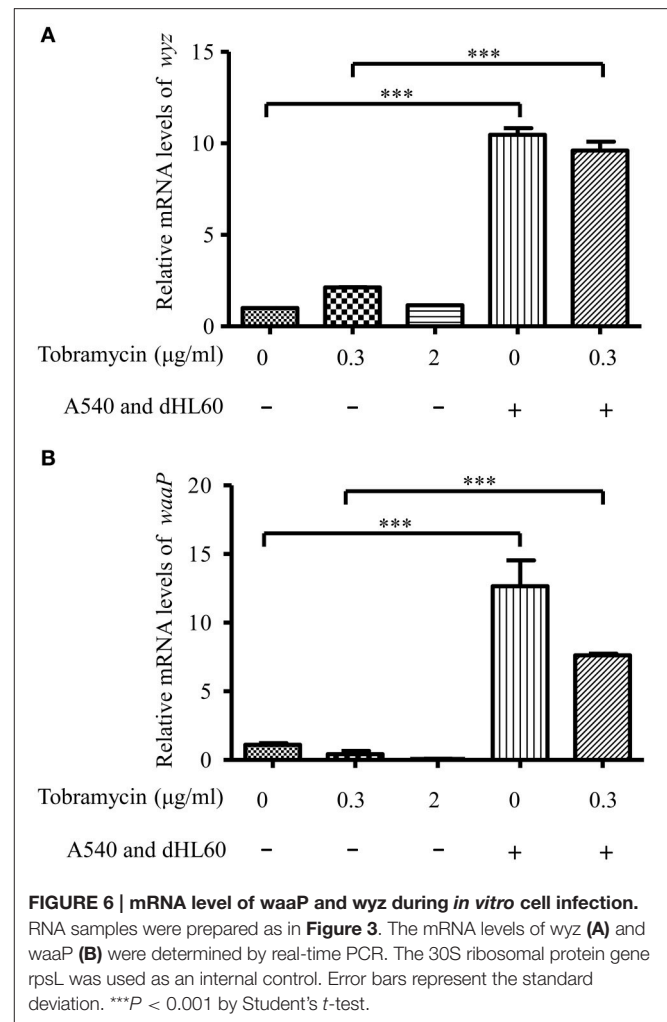 A
Relative mRNA levels of wyz
15
10
5
0
***
***
Tobramycin (µg/ml) 0 0.3 2 0 0.3
A540 and dHL60 – – – + +
B
Relative mRNA levels of waaP
20
15
10
5
0
***
***
Tobramycin (µg/ml) 0 0.3 2 0 0.3
A540 and dHL60 – – – + +
FIGURE 6 | mRNA level of waaP and wyz during in vitro cell infection.
RNA samples were prepared as in Figure 3. The mRNA levels of wyz (A) and
waaP (B) were determined by real-time PCR. The 30S ribosomal protein gene
rpsL was used as an internal control. Error bars represent the standard
deviation. ***P < 0.001 by Student's t-test.